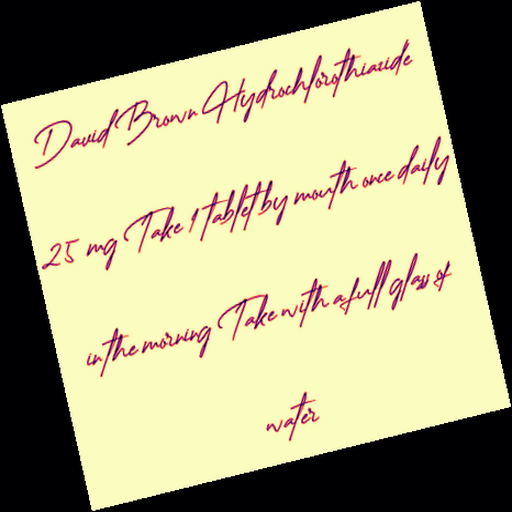 David Brown Hydrochlorothiazide
25 mg Take 1 tablet by mouth once daily
in the morning Take with a full glass of
water